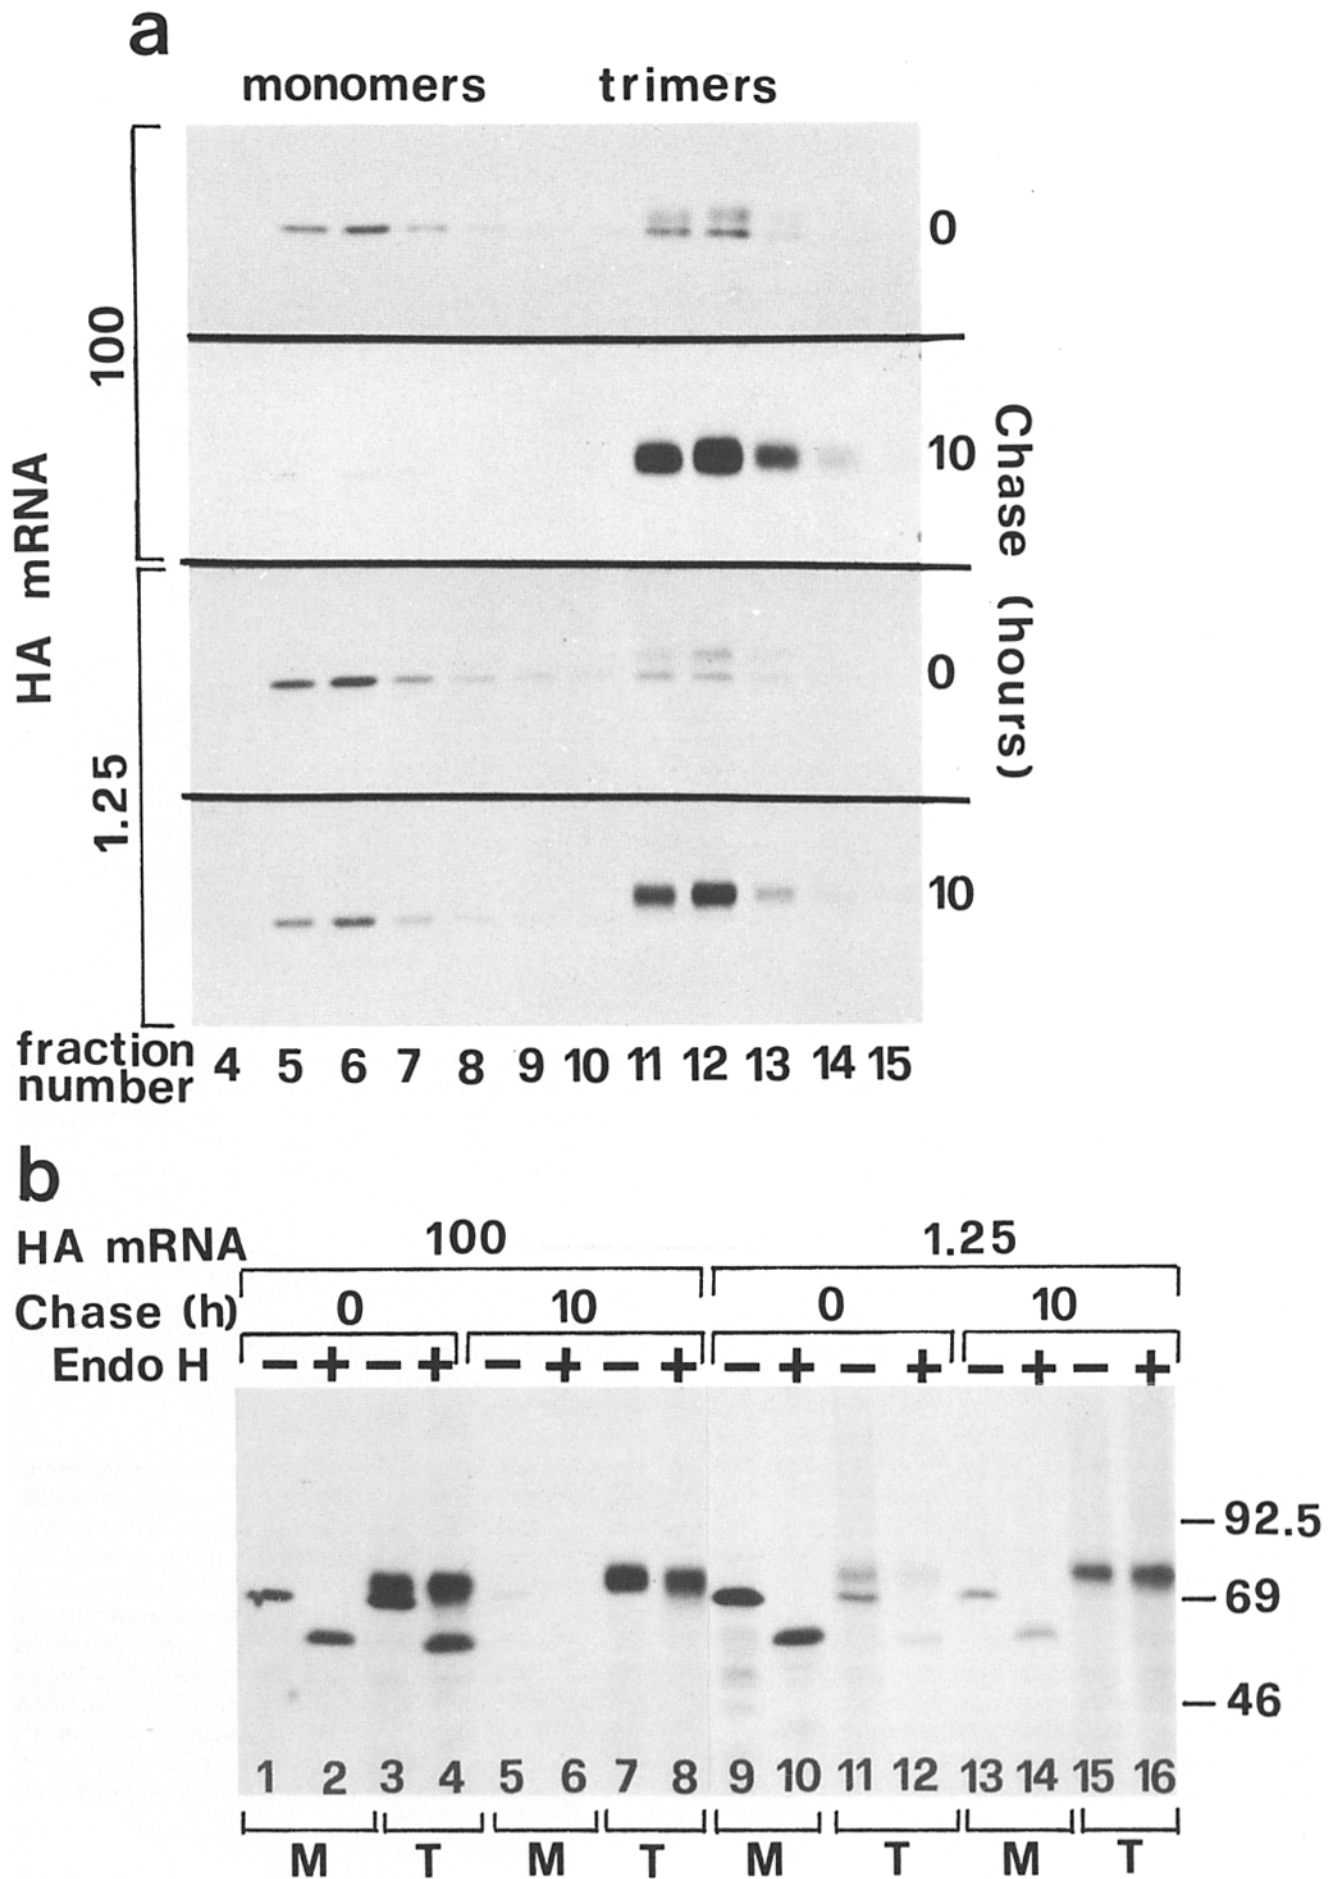 a
monomers trimers
0
100
10
HA mRNA
Chase (hours)
0
1.25
10
fraction number 4 5 6 7 8 9 10 11 12 13 14 15
b
HA mRNA 100 1.25
Chase (h) 0 10 0 10
Endo H − + − + − + − + − + − + − + − +
− 92.5
− 69
− 46
1 2 3 4 5 6 7 8 9 10 11 12 13 14 15 16
M T M T M T M T